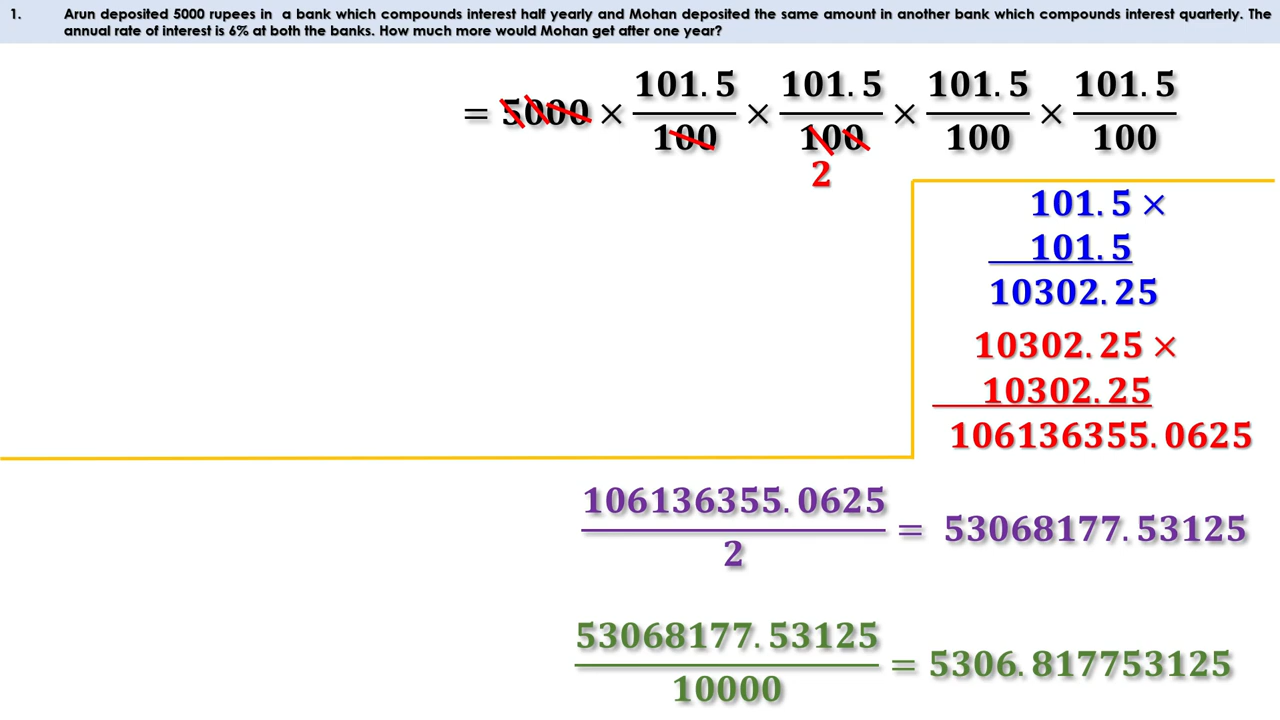 1. Arun deposited 5000 rupees in a bank which compounds interest half yearly and Mohan deposited the same amount in another bank which compounds interest quarterly. The
annual rate of interest is 6% at both the banks. How much more would Mohan get after one year?
= 5000 × 101.5/100 × 101.5/100 × 101.5/100 × 101.5/100
2
101.5 ×
101.5
10302.25
10302.25 ×
10302.25
106136355.0625
106136355.0625/2 = 53068177.53125
53068177.53125/10000 = 5306.817753125